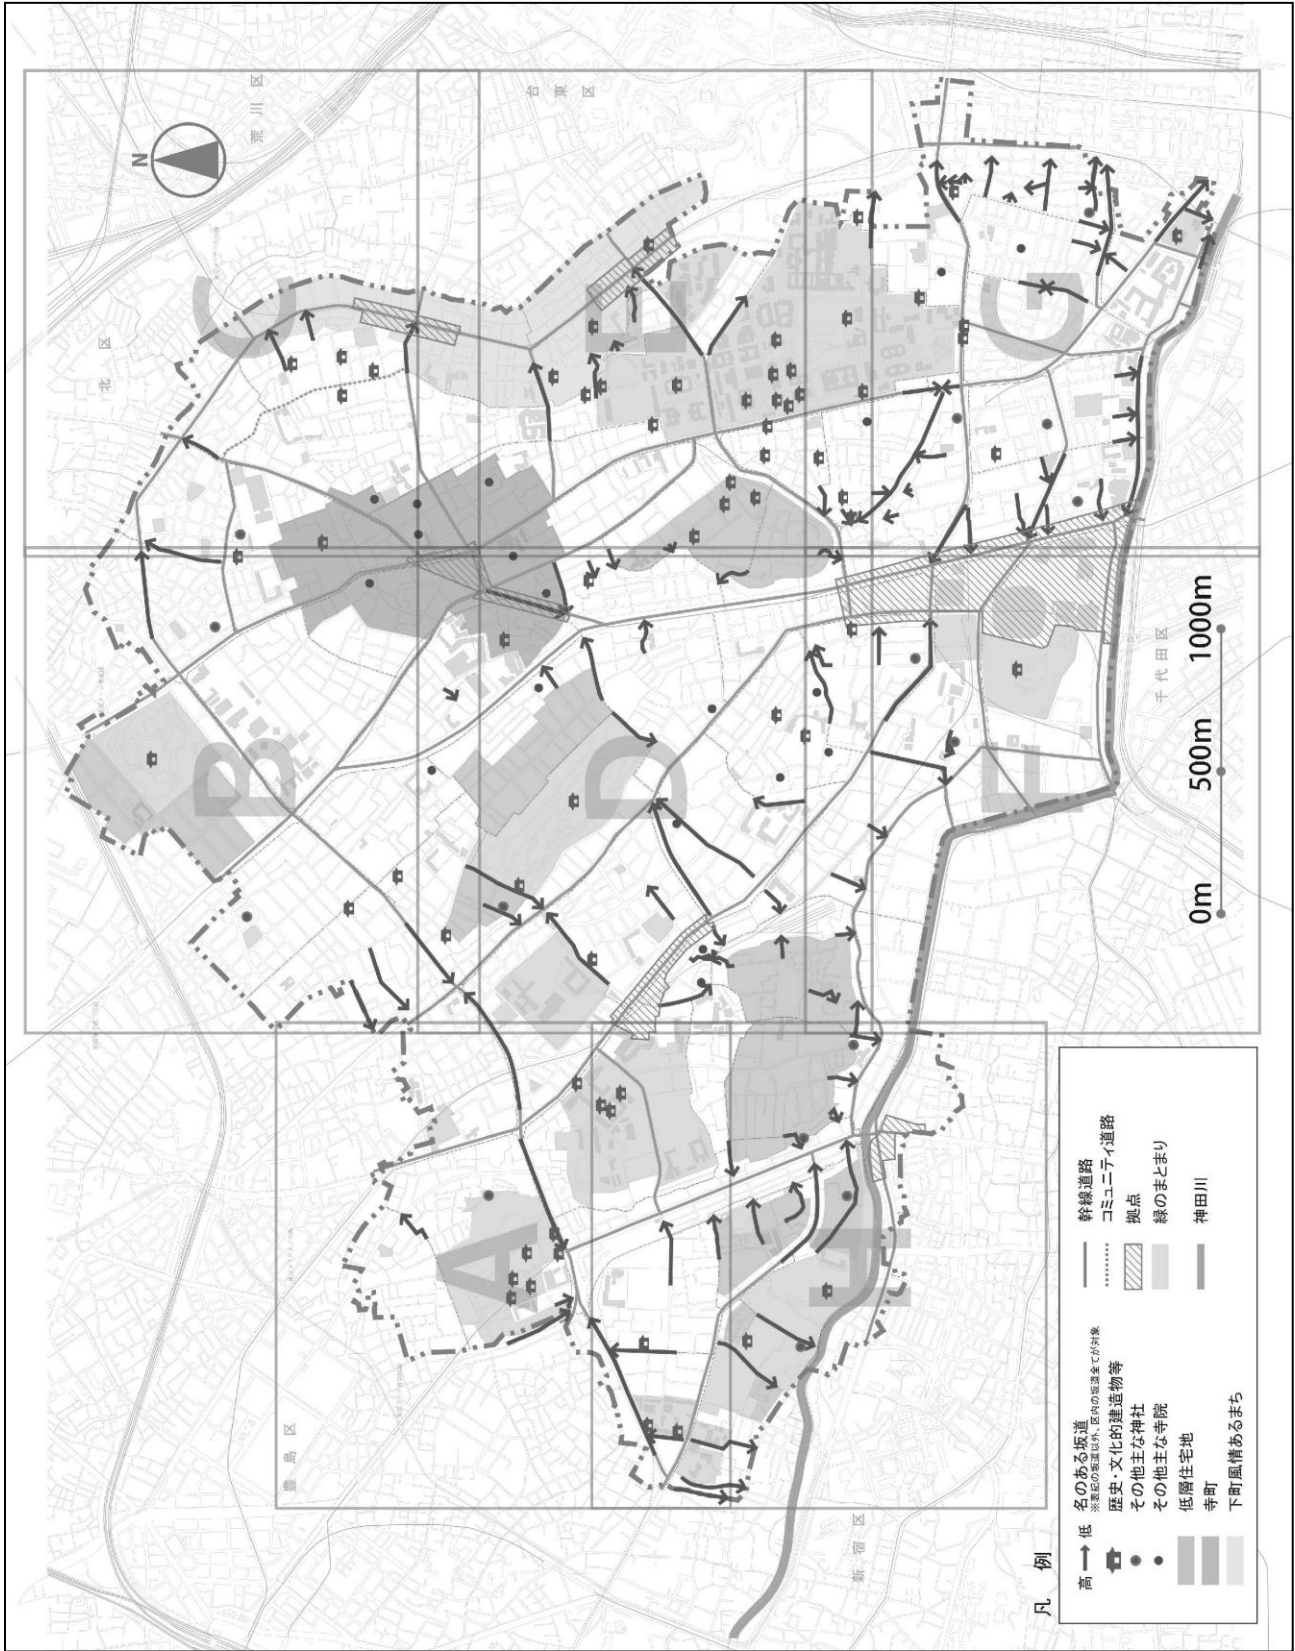 N
荒川区
台東区
北区
豊島区
新宿区
千代田区
A
B
C
D
E
F
G
H
0m 500m 1000m
凡例
高 低 名のある坂道
※表記の坂道以外、区内の坂道全てが対象
歴史・文化的建造物等
その他主な神社
その他主な寺院
低層住宅地
寺町
下町風情あるまち
幹線道路
コミュニティ道路
拠点
緑のまとまり
神田川